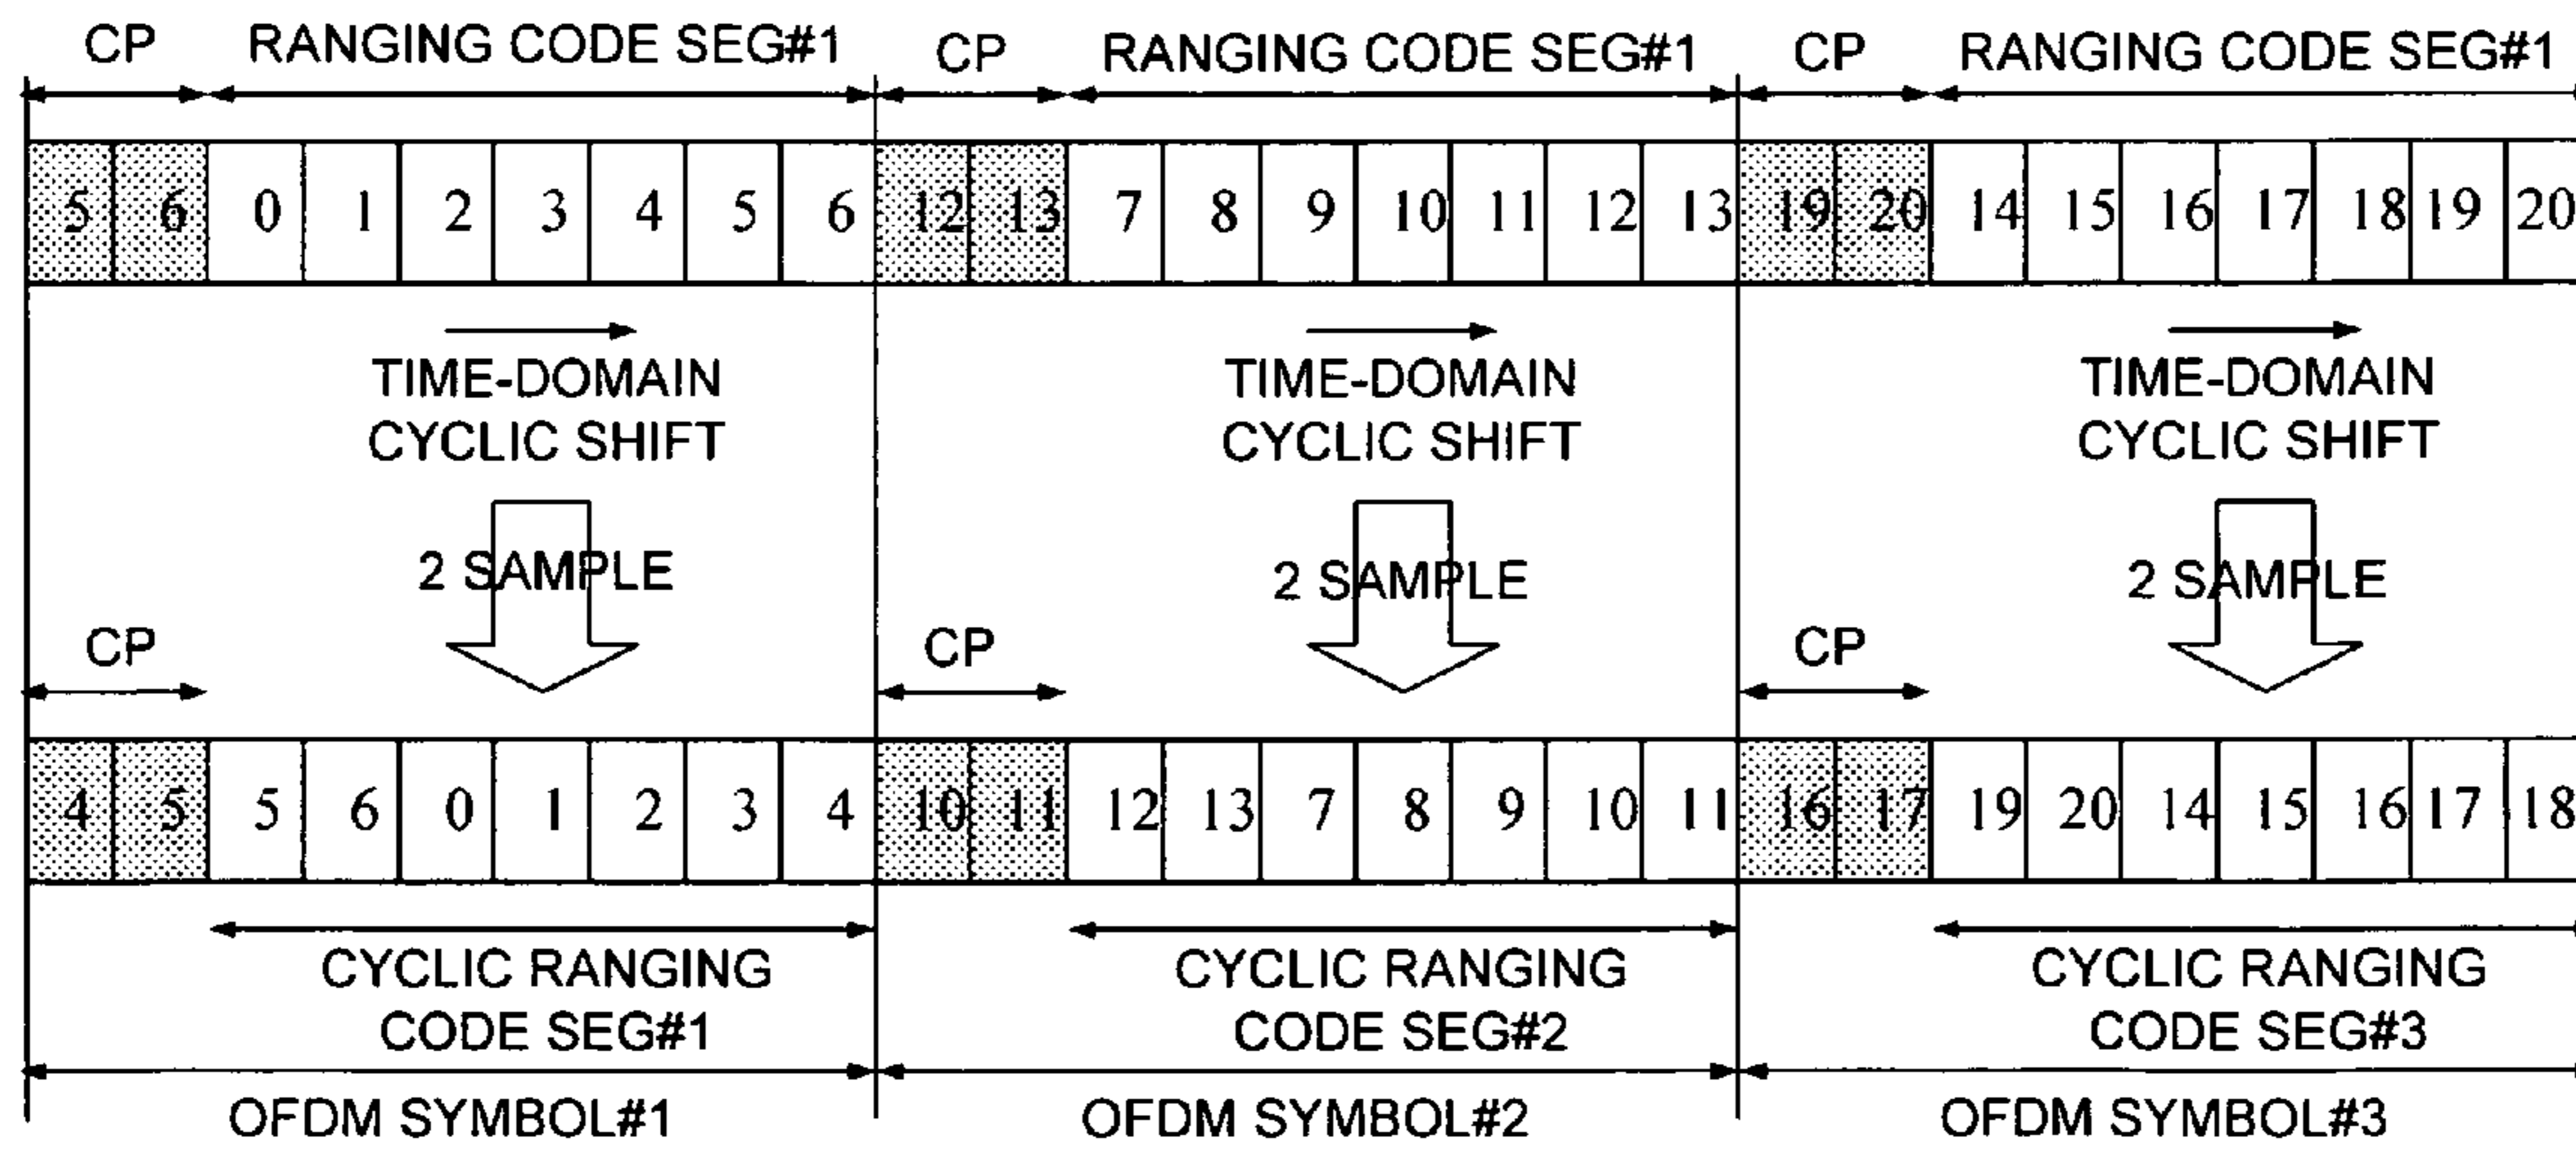 CP RANGING CODE SEG#1 CP RANGING CODE SEG#1 CP RANGING CODE SEG#1
5 6 0 1 2 3 4 5 6 12 13 7 8 9 10 11 12 13 19 20 14 15 16 17 18 19 20
TIME-DOMAIN TIME-DOMAIN TIME-DOMAIN
CYCLIC SHIFT CYCLIC SHIFT CYCLIC SHIFT
2 SAMPLE 2 SAMPLE 2 SAMPLE
CP CP CP
4 5 5 6 0 1 2 3 4 10 11 12 13 7 8 9 10 11 16 17 19 20 14 15 16 17 18
CYCLIC RANGING CYCLIC RANGING CYCLIC RANGING
CODE SEG#1 CODE SEG#2 CODE SEG#3
OFDM SYMBOL#1 OFDM SYMBOL#2 OFDM SYMBOL#3